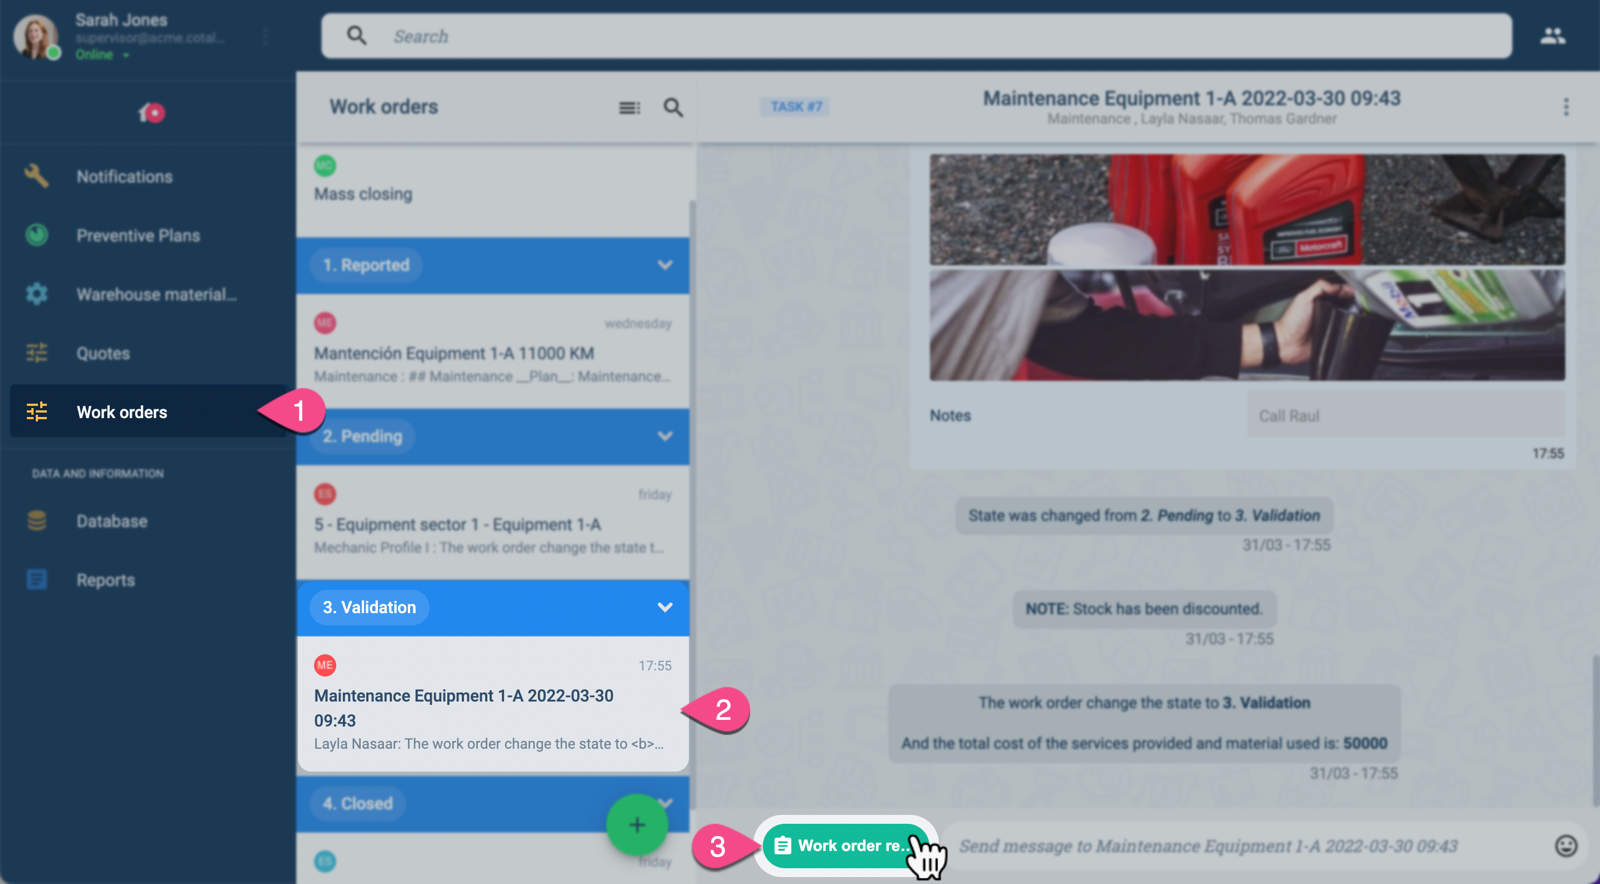 Sarah Jones
supervisor@acme.cotal...
Online
Search
Notifications
Preventive Plans
Warehouse material...
Quotes
Work orders
1
DATA AND INFORMATION
Database
Reports
Work orders
MC
Mass closing
1. Reported
ME
wednesday
Mantención Equipment 1-A 11000 KM
Maintenance : ## Maintenance __Plan__: Maintenance...
2. Pending
ES
friday
5 - Equipment sector 1 - Equipment 1-A
Mechanic Profile I : The work order change the state t...
3. Validation
ME
17:55
Maintenance Equipment 1-A 2022-03-30
09:43
Layla Nasaar: The work order change the state to <b>...
2
4. Closed
+
ES
friday
TASK #7
Maintenance Equipment 1-A 2022-03-30 09:43
Maintenance , Layla Nasaar, Thomas Gardner
Motorcraft
Mobil
Notes
Call Raul
17:55
State was changed from 2. Pending to 3. Validation
31/03 - 17:55
NOTE: Stock has been discounted.
31/03 - 17:55
The work order change the state to 3. Validation
And the total cost of the services provided and material used is: 50000
31/03 - 17:55
3
Work order re...
Send message to Maintenance Equipment 1-A 2022-03-30 09:43